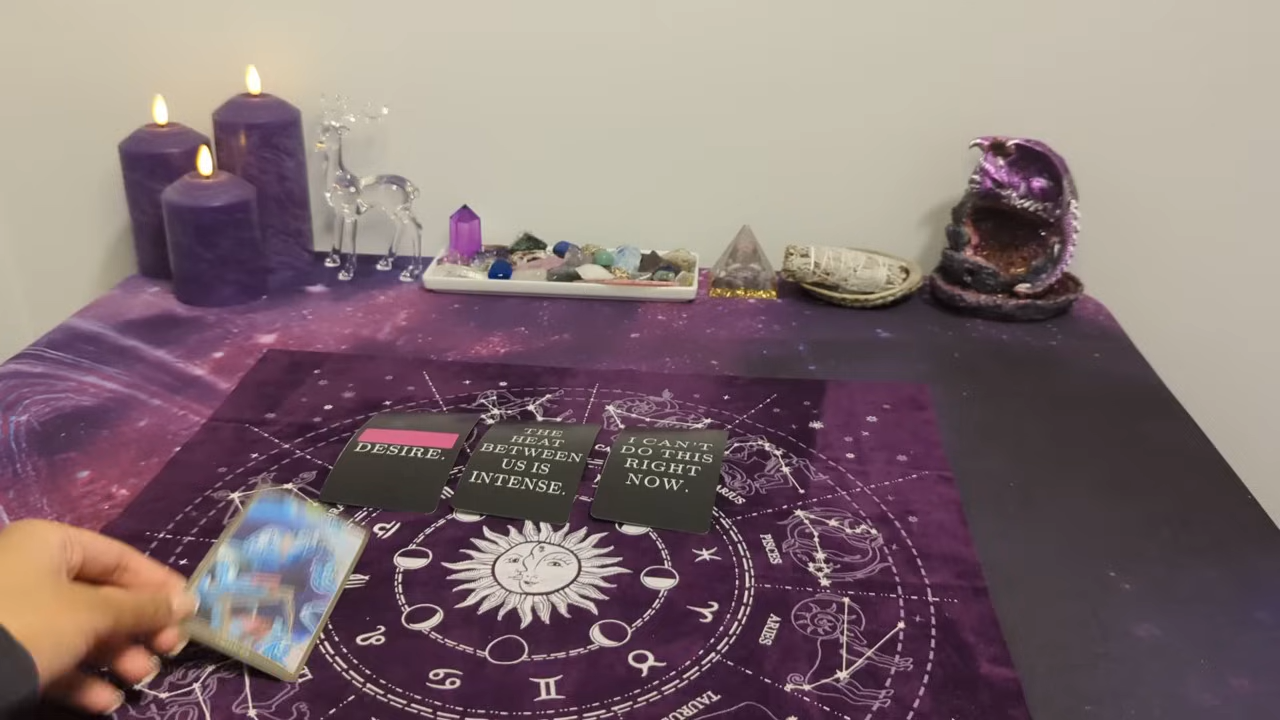 DESIRE.
THE
HEAT
BETWEEN
US IS
INTENSE.
I CAN'T
DO THIS
RIGHT
NOW.
PISCES
ARIES
TAURUS